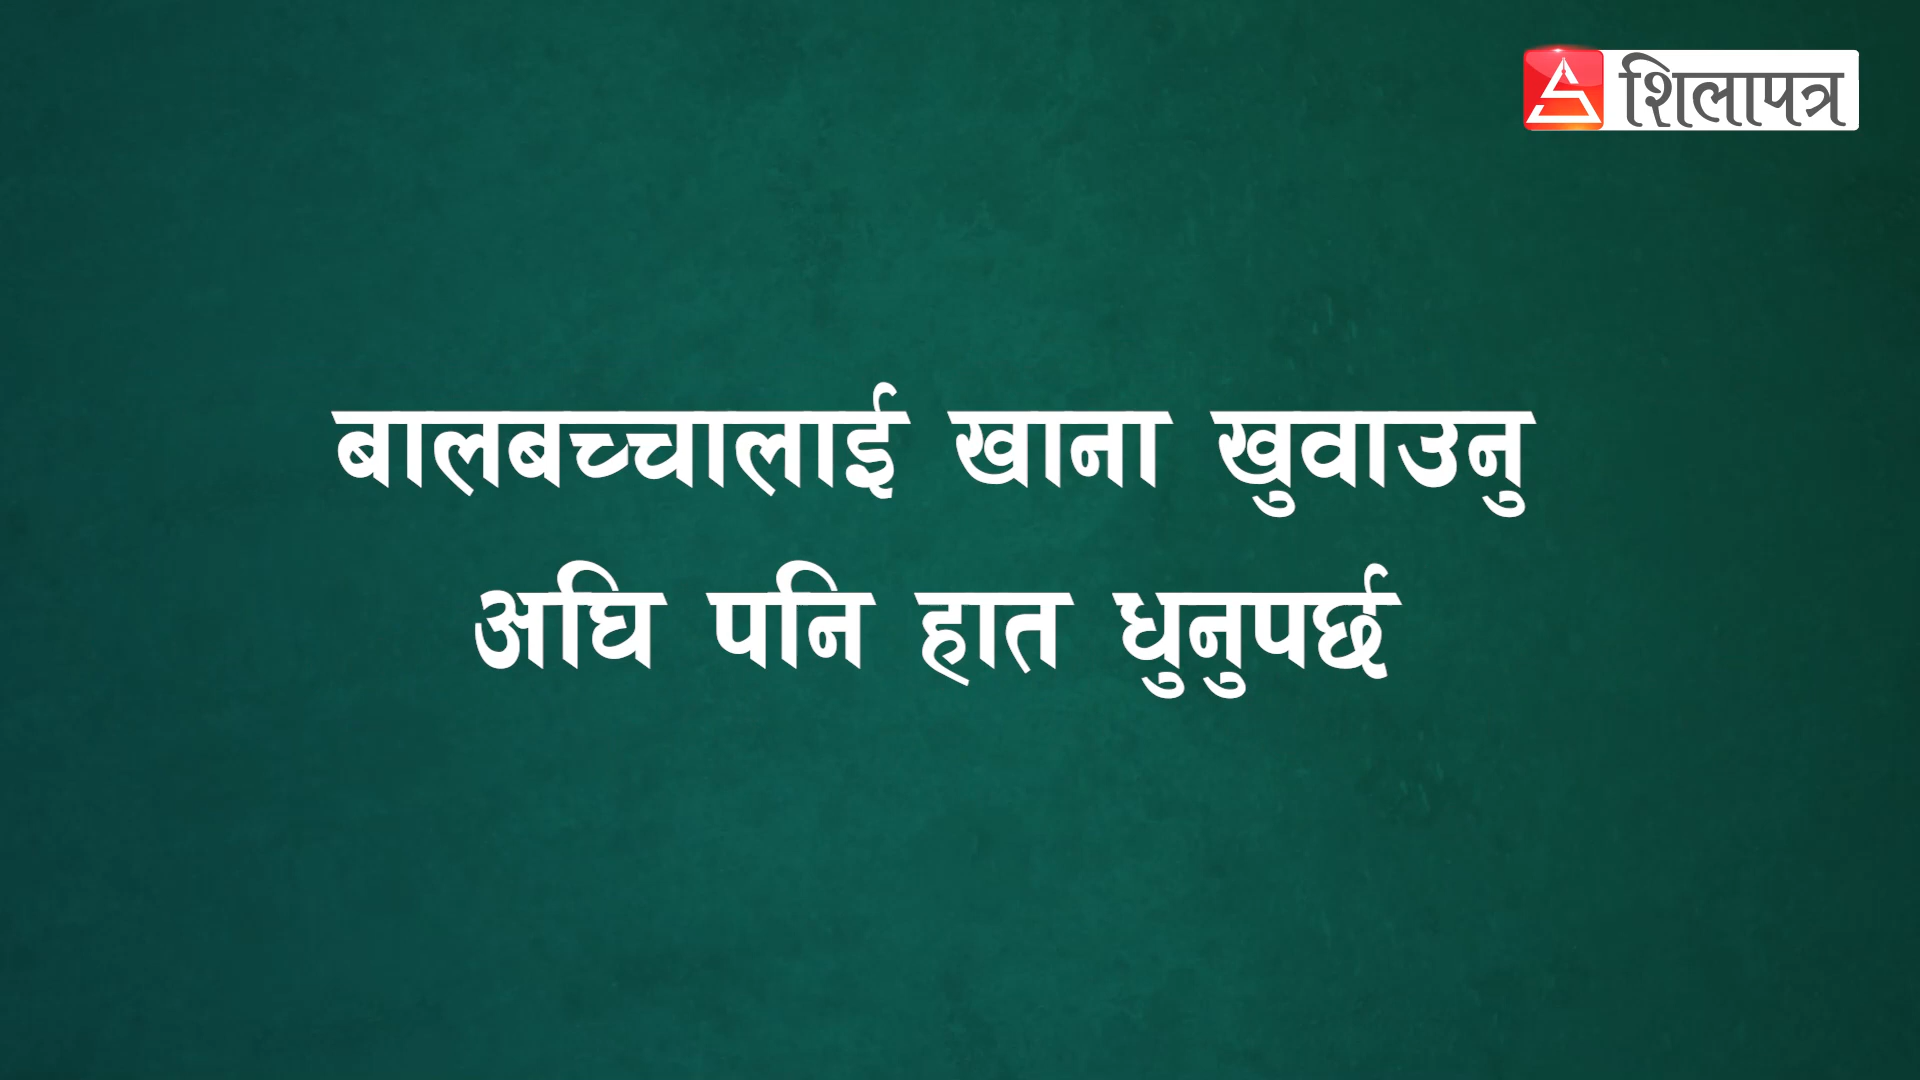 शिलापत्र
बालबच्चालाई खाना खुवाउनु
अघि पनि हात धुनुपर्छ